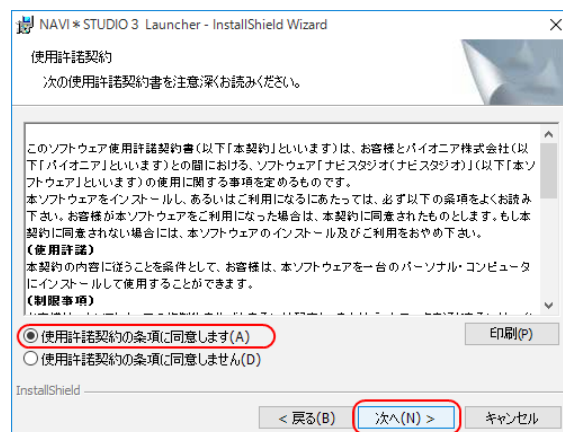 NAVI＊STUDIO 3 Launcher - InstallShield Wizard
使用許諾契約
次の使用許諾契約書を注意深くお読みください。
このソフトウェア使用許諾契約書(以下「本契約」といいます)は、お客様とパイオニア株式会社(以
下「パイオニア」といいます)との間における、ソフトウェア「ナビスタジオ(ナビスタジオ)」(以下「本ソ
フトウェア」といいます)の使用に関する事項を定めるものです。
本ソフトウェアをインストールし、あるいはご利用になるにあたっては、必ず以下の条項をよくお読み
下さい。お客様が本ソフトウェアをご利用になった場合は、本契約に同意されたものとします。もし本
契約に同意されない場合には、本ソフトウェアのインストール及びご利用をおやめ下さい。
(使用許諾)
本契約の内容に従うことを条件として、お客様は、本ソフトウェアを一台のパーソナル・コンピュータ
にインストールして使用することができます。
(制限事項)
使用許諾契約の条項に同意します(A)
印刷(P)
使用許諾契約の条項に同意しません(D)
InstallShield
< 戻る(B)
次へ(N) >
キャンセル